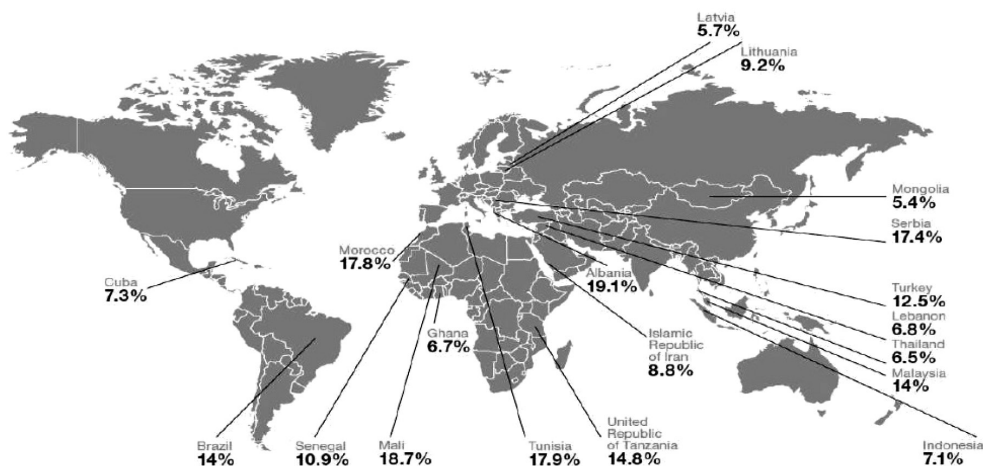 Latvia
5.7%
Lithuania
9.2%
Mongolia
5.4%
Serbia
17.4%
Morocco
17.8%
Albania
19.1%
Cuba
7.3%
Turkey
12.5%
Lebanon
6.8%
Ghana
6.7%
Islamic
Republic
of Iran
8.8%
Thailand
6.5%
Malaysia
14%
Brazil
14%
Senegal
10.9%
Mali
18.7%
Tunisia
17.9%
United
Republic
of Tanzania
14.8%
Indonesia
7.1%